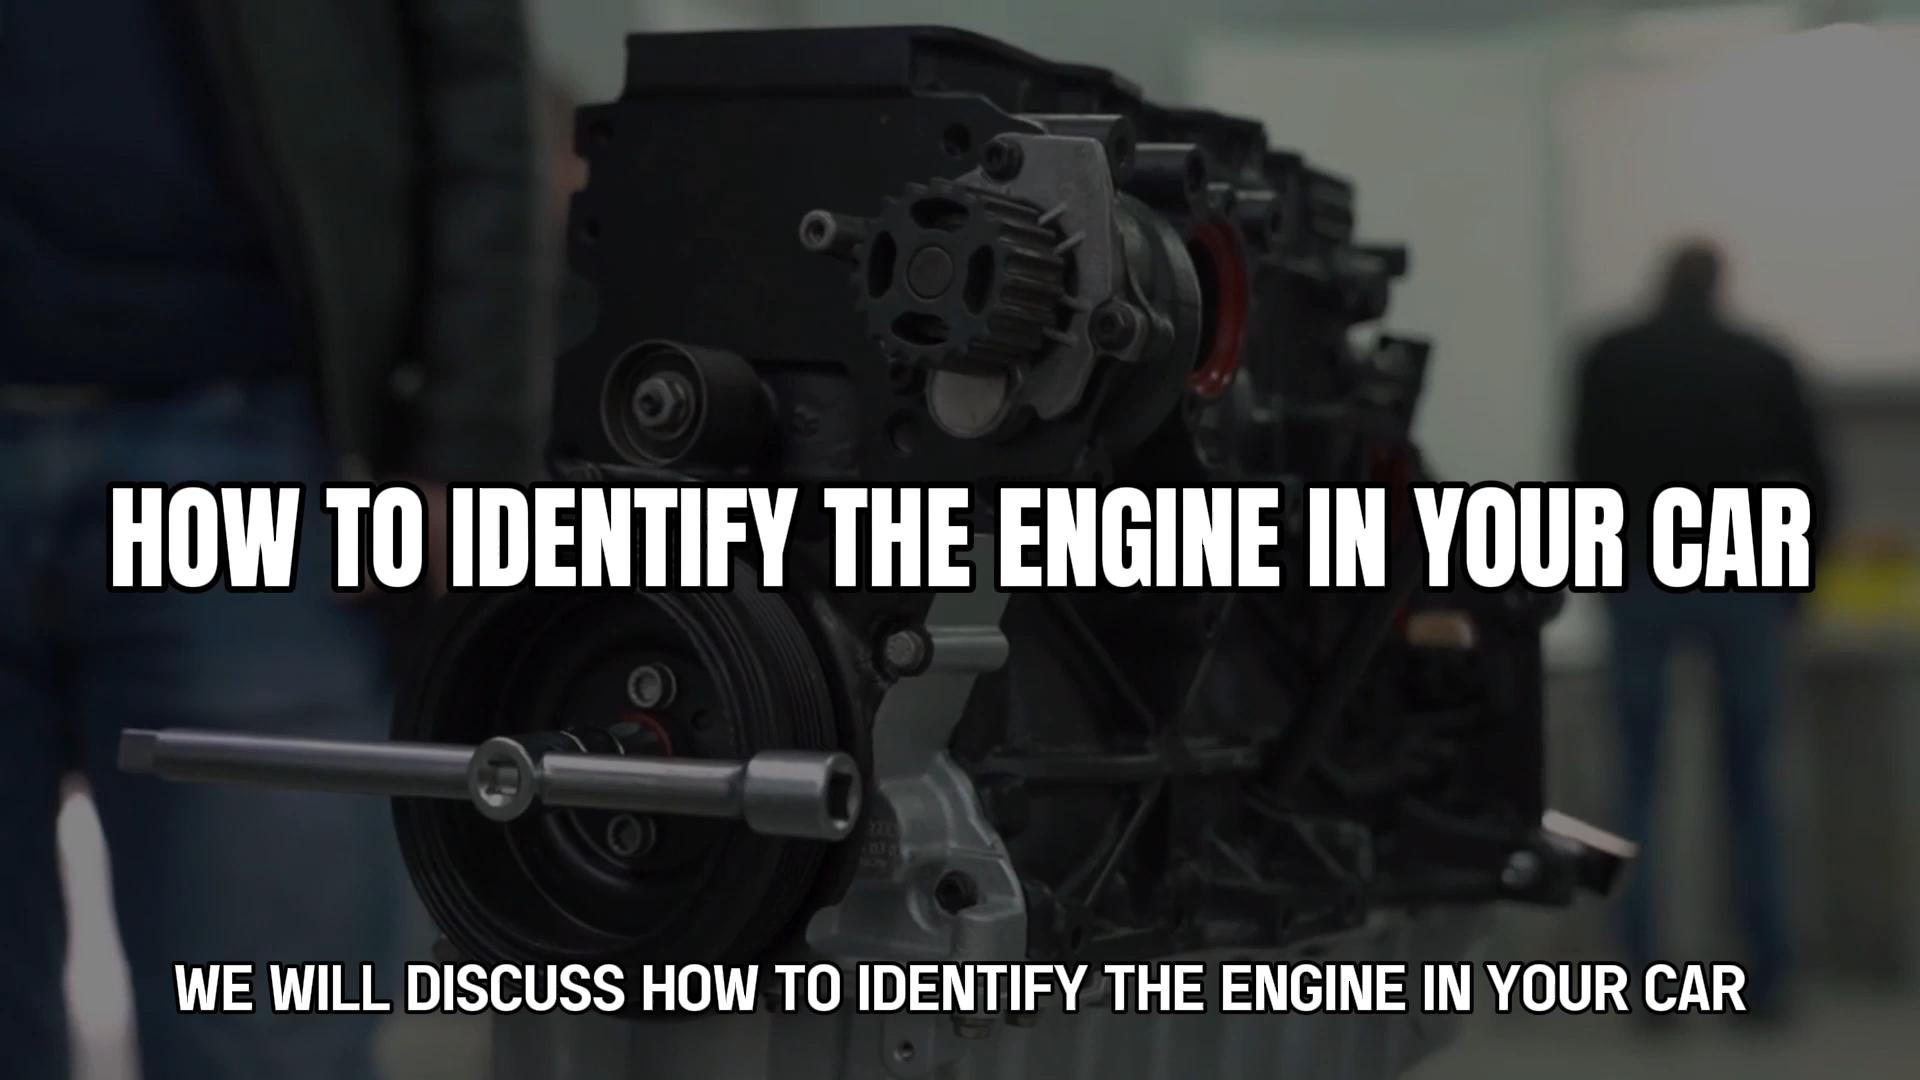 HOW TO IDENTIFY THE ENGINE IN YOUR CAR
WE WILL DISCUSS HOW TO IDENTIFY THE ENGINE IN YOUR CAR